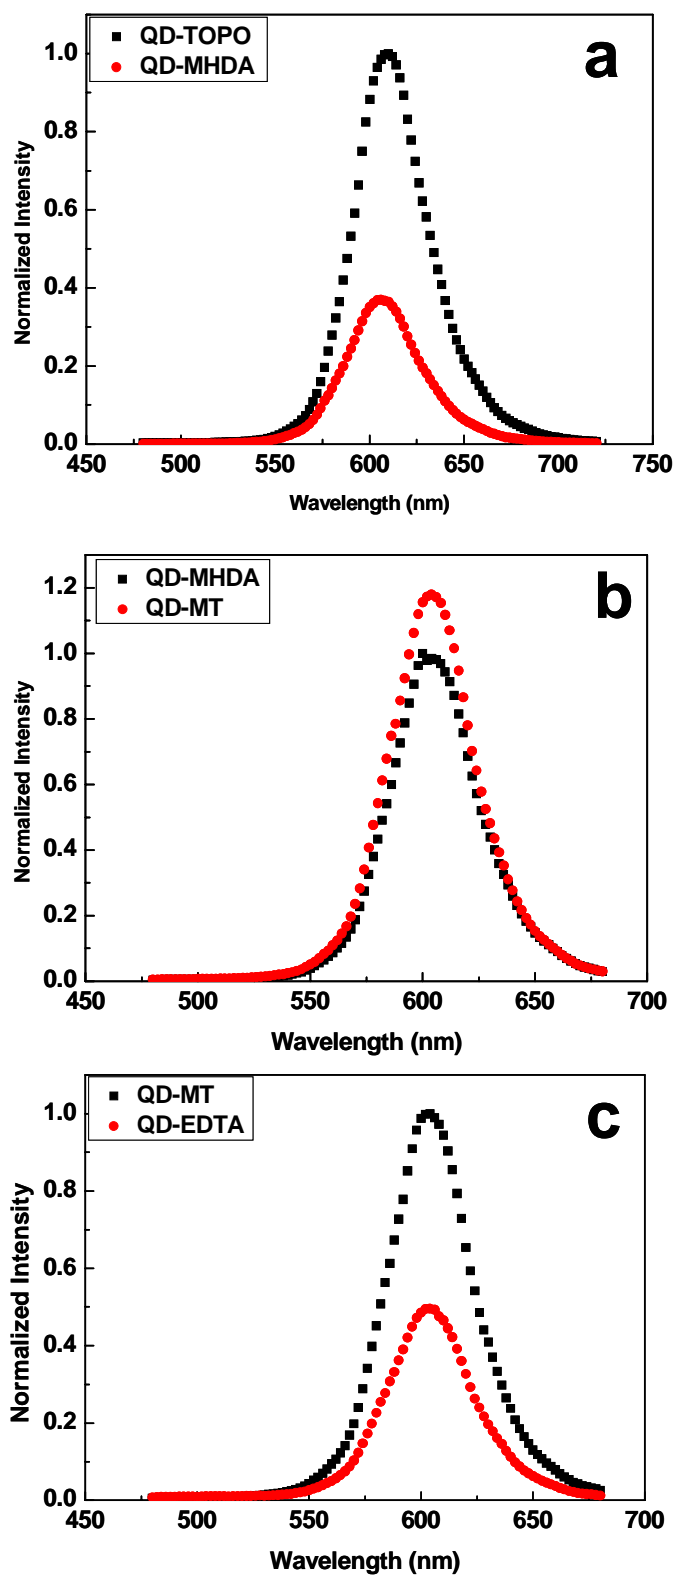 QD-TOPO
QD-MHDA
a
1.0
0.8
0.6
0.4
0.2
0.0
Normalized Intensity
450 500 550 600 650 700 750
Wavelength (nm)
QD-MHDA
QD-MT
b
1.2
1.0
0.8
0.6
0.4
0.2
0.0
Normalized Intensity
450 500 550 600 650 700
Wavelength (nm)
QD-MT
QD-EDTA
c
1.0
0.8
0.6
0.4
0.2
0.0
Normalized Intensity
450 500 550 600 650 700
Wavelength (nm)